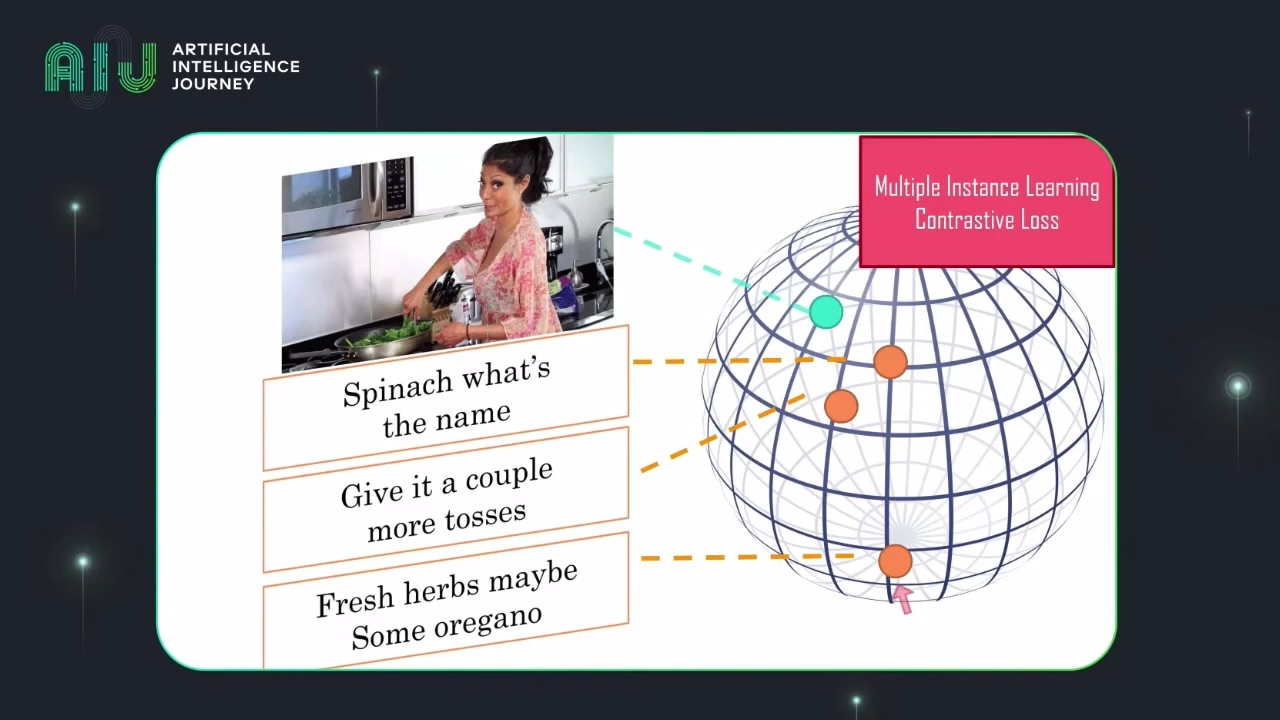 ARTIFICIAL
INTELLIGENCE
JOURNEY
Multiple Instance Learning
Contrastive Loss
Spinach what's
the name
Give it a couple
more tosses
Fresh herbs maybe
Some oregano